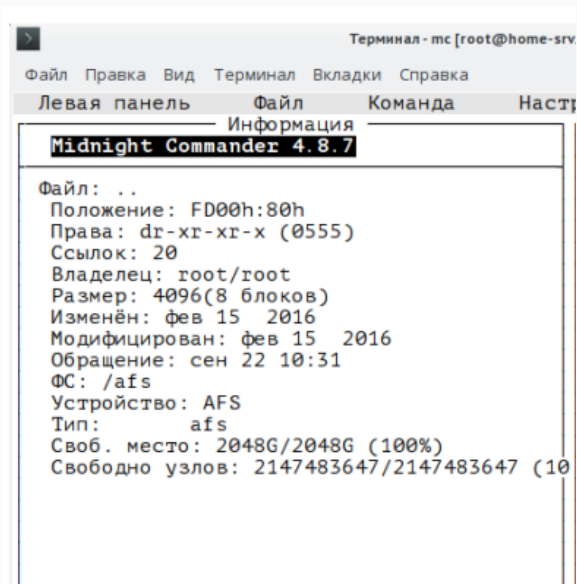 Терминал - mc [root@home-srv.
Файл Правка Вид Терминал Вкладки Справка
Левая панель Файл Команда Настр
Информация
Midnight Commander 4.8.7
Файл: ..
Положение: FD00h:80h
Права: dr-xr-xr-x (0555)
Ссылок: 20
Владелец: root/root
Размер: 4096(8 блоков)
Изменён: фев 15 2016
Модифицирован: фев 15 2016
Обращение: сен 22 10:31
ФС: /afs
Устройство: AFS
Тип: afs
Своб. место: 2048G/2048G (100%)
Свободно узлов: 2147483647/2147483647 (10